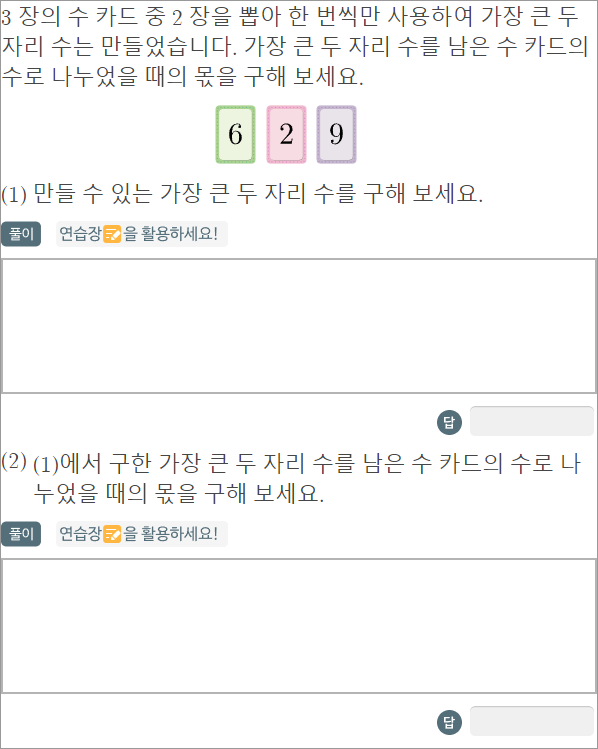 3 장의 수 카드 중 2 장을 뽑아 한 번씩만 사용하여 가장 큰 두
자리 수는 만들었습니다. 가장 큰 두 자리 수를 남은 수 카드의
수로 나누었을 때의 몫을 구해 보세요.
6 2 9
(1) 만들 수 있는 가장 큰 두 자리 수를 구해 보세요.
풀이 연습장을 활용하세요!
답
(2) (1)에서 구한 가장 큰 두 자리 수를 남은 수 카드의 수로 나
누었을 때의 몫을 구해 보세요.
풀이 연습장을 활용하세요!
답